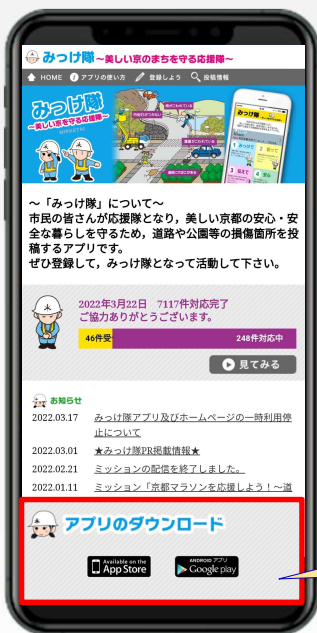 みっけ隊 ~美しい京のまちを守る応援隊~
HOME アプリの使い方 登録しよう 投稿情報
みっけ隊
~美しい京を守る応援隊~
MIKKETAI
~「みっけ隊」について~
市民の皆さんが応援隊となり，美しい京都の安心・安
全な暮らしを守るため，道路や公園等の損傷箇所を投
稿するアプリです。
ぜひ登録して，みっけ隊となって活動して下さい。
2022年3月22日 7117件対応完了
ご協力ありがとうございます。
46件受
248件対応中
見てみる
お知らせ
2022.03.17 みっけ隊アプリ及びホームページの一時利用停
止について
2022.03.01 ★みっけ隊PR掲載情報★
2022.02.21 ミッションの配信を終了しました。
2022.01.11 ミッション「京都マラソンを応援しよう！～道
アプリのダウンロード
Available on the
App Store
ANDROID アプリ
Google play